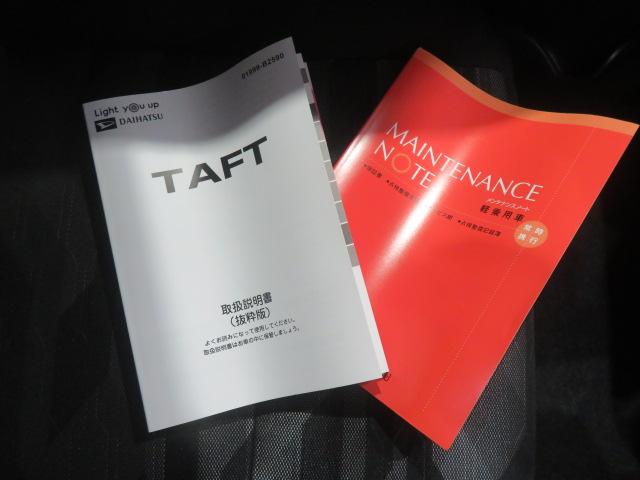 01999-B2590
Light you up
DAIHATSU
TAFT
取扱説明書
(抜粋版)
よくお読みになって使用してください。
取扱説明書はお車の中に保管しましょう。
MAINTENANCE
NOTE
メンテナンスノート
軽乗用車
●保証書 ●点検整備 ●点検整備記録簿
常時
携行